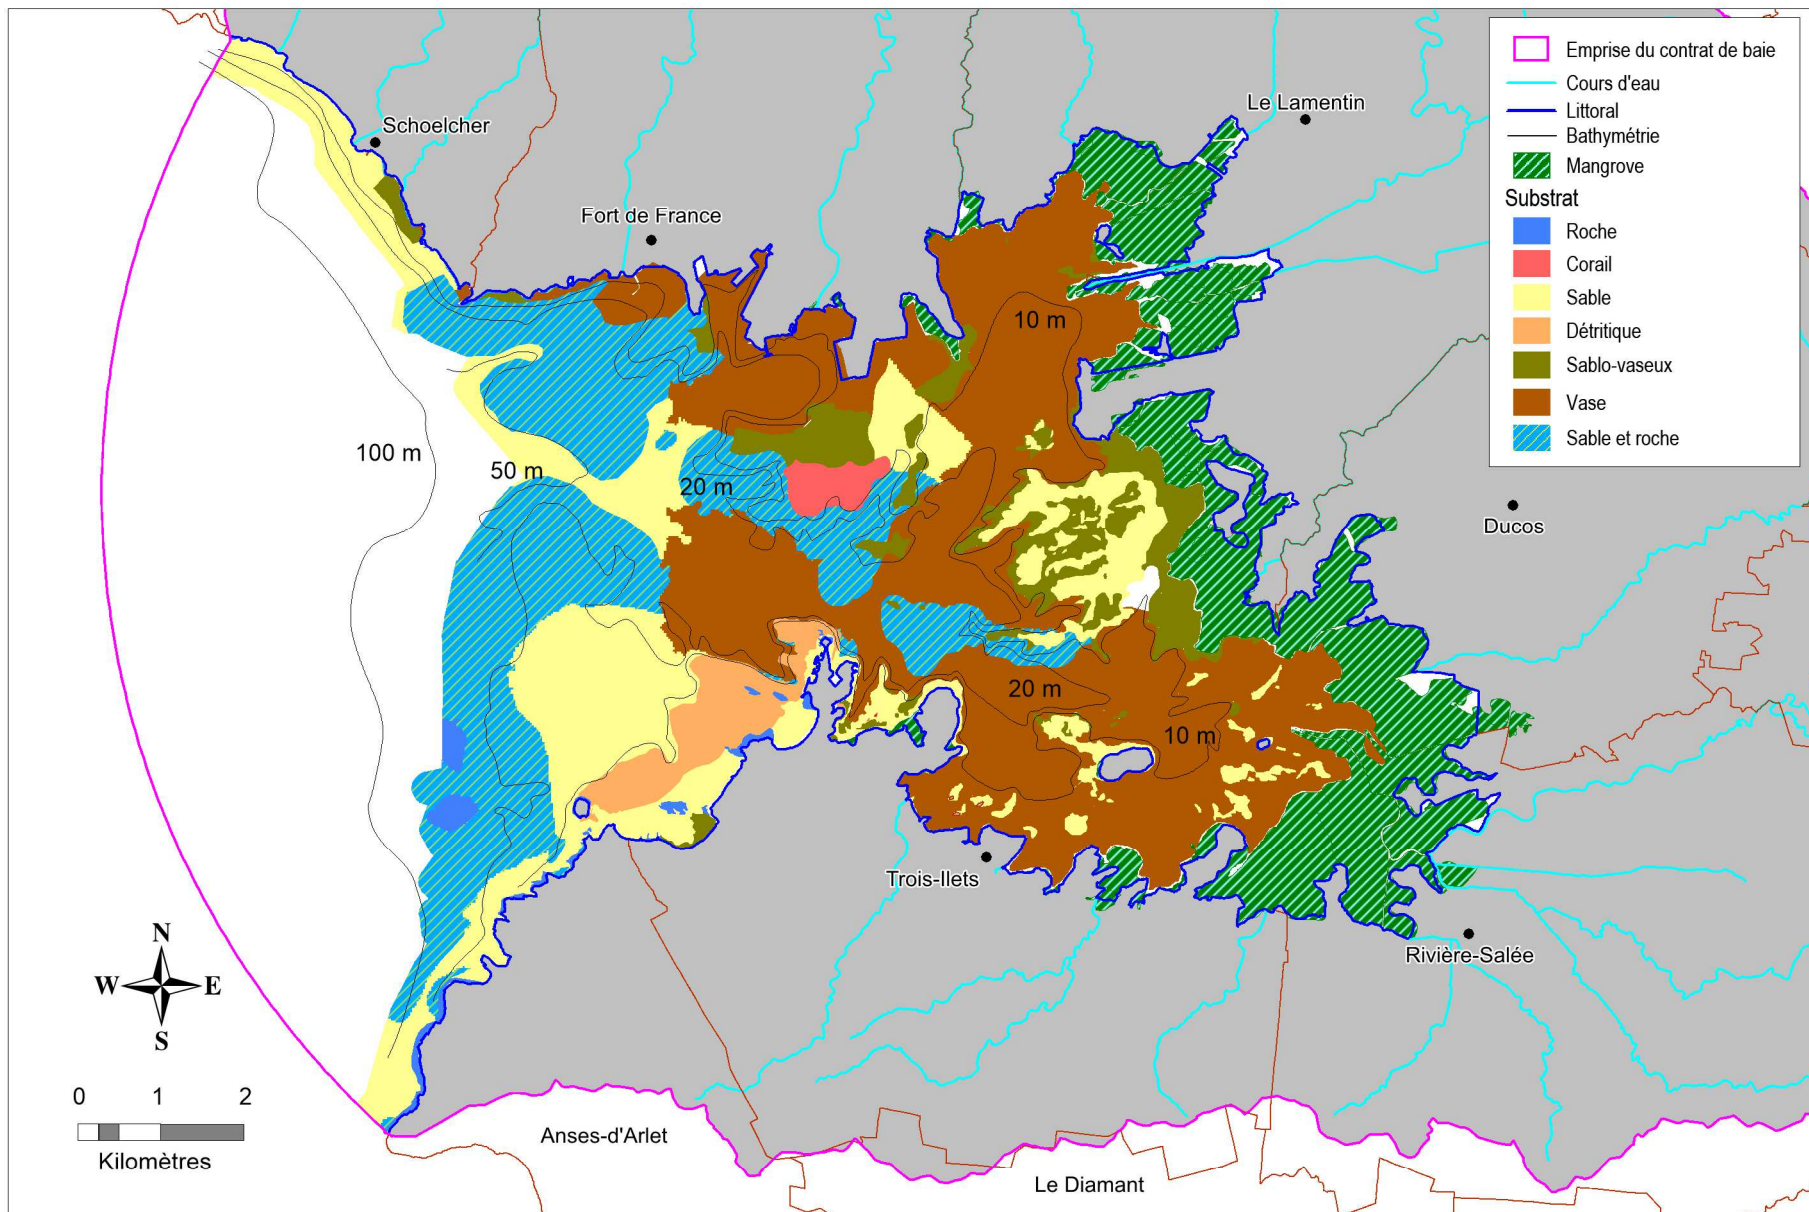 Emprise du contrat de baie
Cours d'eau
Littoral
Bathymétrie
Mangrove
Substrat
Roche
Corail
Sable
Détritique
Sablo-vaseux
Vase
Sable et roche
Le Lamentin
Schoelcher
Fort de France
10 m
100 m
50 m
20 m
Ducos
20 m
10 m
Trois-Ilets
Rivière-Salée
N
W E
S
0 1 2
Kilomètres
Anses-d'Arlet
Le Diamant